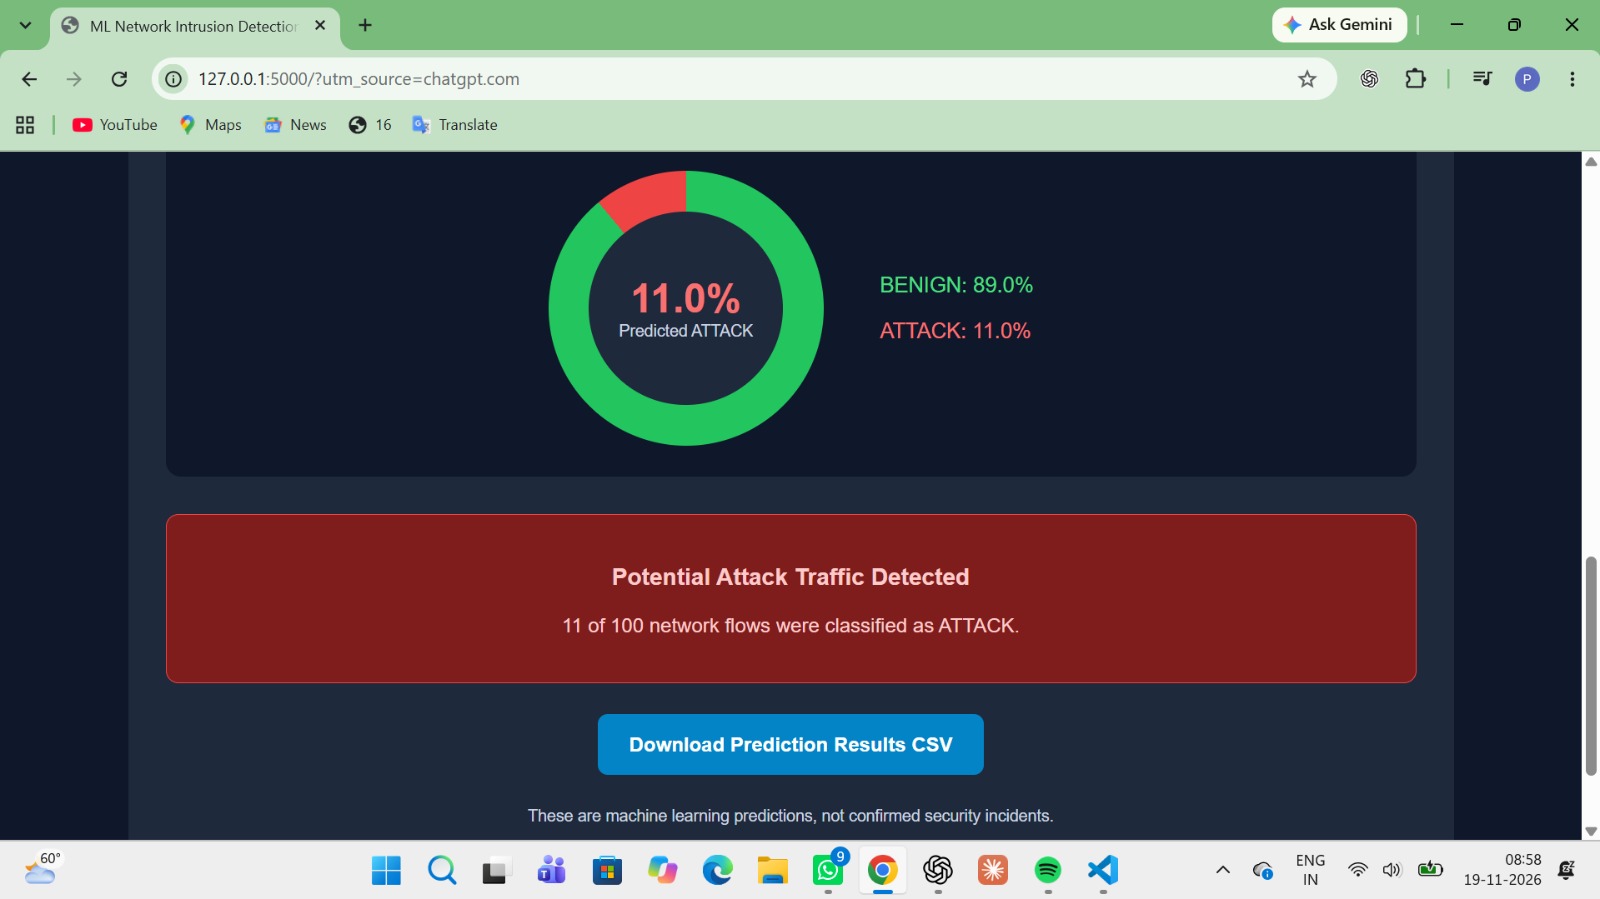 ML Network Intrusion Detectio
Ask Gemini
127.0.0.1:5000/?utm_source=chatgpt.com
P
YouTube
Maps
News
16
Translate
11.0%
Predicted ATTACK
BENIGN: 89.0%
ATTACK: 11.0%
Potential Attack Traffic Detected
11 of 100 network flows were classified as ATTACK.
Download Prediction Results CSV
These are machine learning predictions, not confirmed security incidents.
60°
9
ENG
IN
08:58
19-11-2026